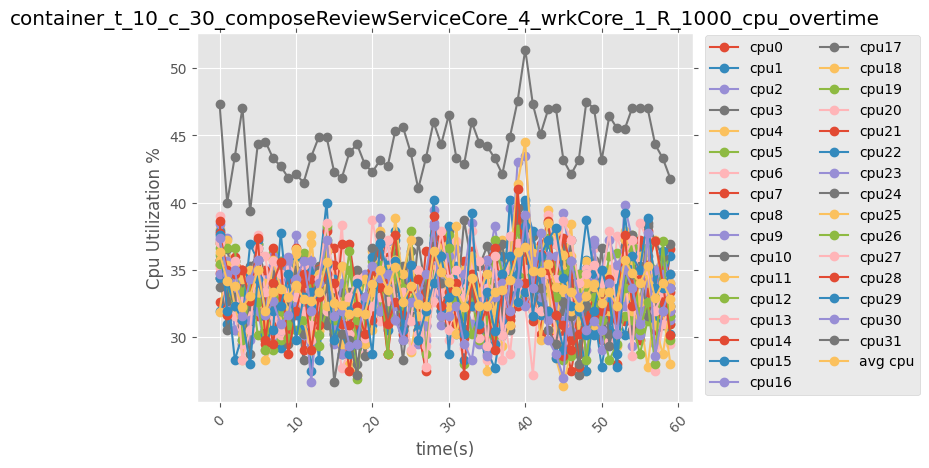 container_t_10_c_30_composeReviewServiceCore_4_wrkCore_1_R_1000_cpu_overtime
Cpu Utilization %
50
45
40
35
30
0
10
20
30
40
50
60
time(s)
cpu0
cpu1
cpu2
cpu3
cpu4
cpu5
cpu6
cpu7
cpu8
cpu9
cpu10
cpu11
cpu12
cpu13
cpu14
cpu15
cpu16
cpu17
cpu18
cpu19
cpu20
cpu21
cpu22
cpu23
cpu24
cpu25
cpu26
cpu27
cpu28
cpu29
cpu30
cpu31
avg cpu